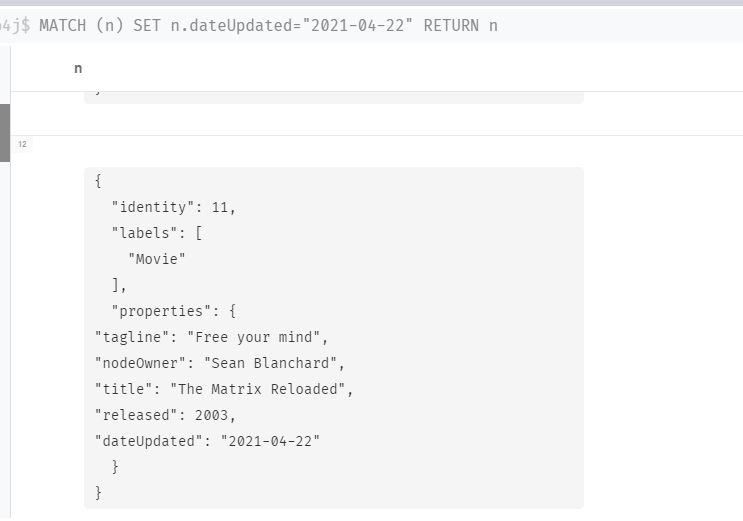 j$ MATCH (n) SET n.dateUpdated="2021-04-22" RETURN n
n
}
12
{
"identity": 11,
"labels": [
"Movie"
],
"properties": {
"tagline": "Free your mind",
"nodeOwner": "Sean Blanchard",
"title": "The Matrix Reloaded",
"released": 2003,
"dateUpdated": "2021-04-22"
}
}